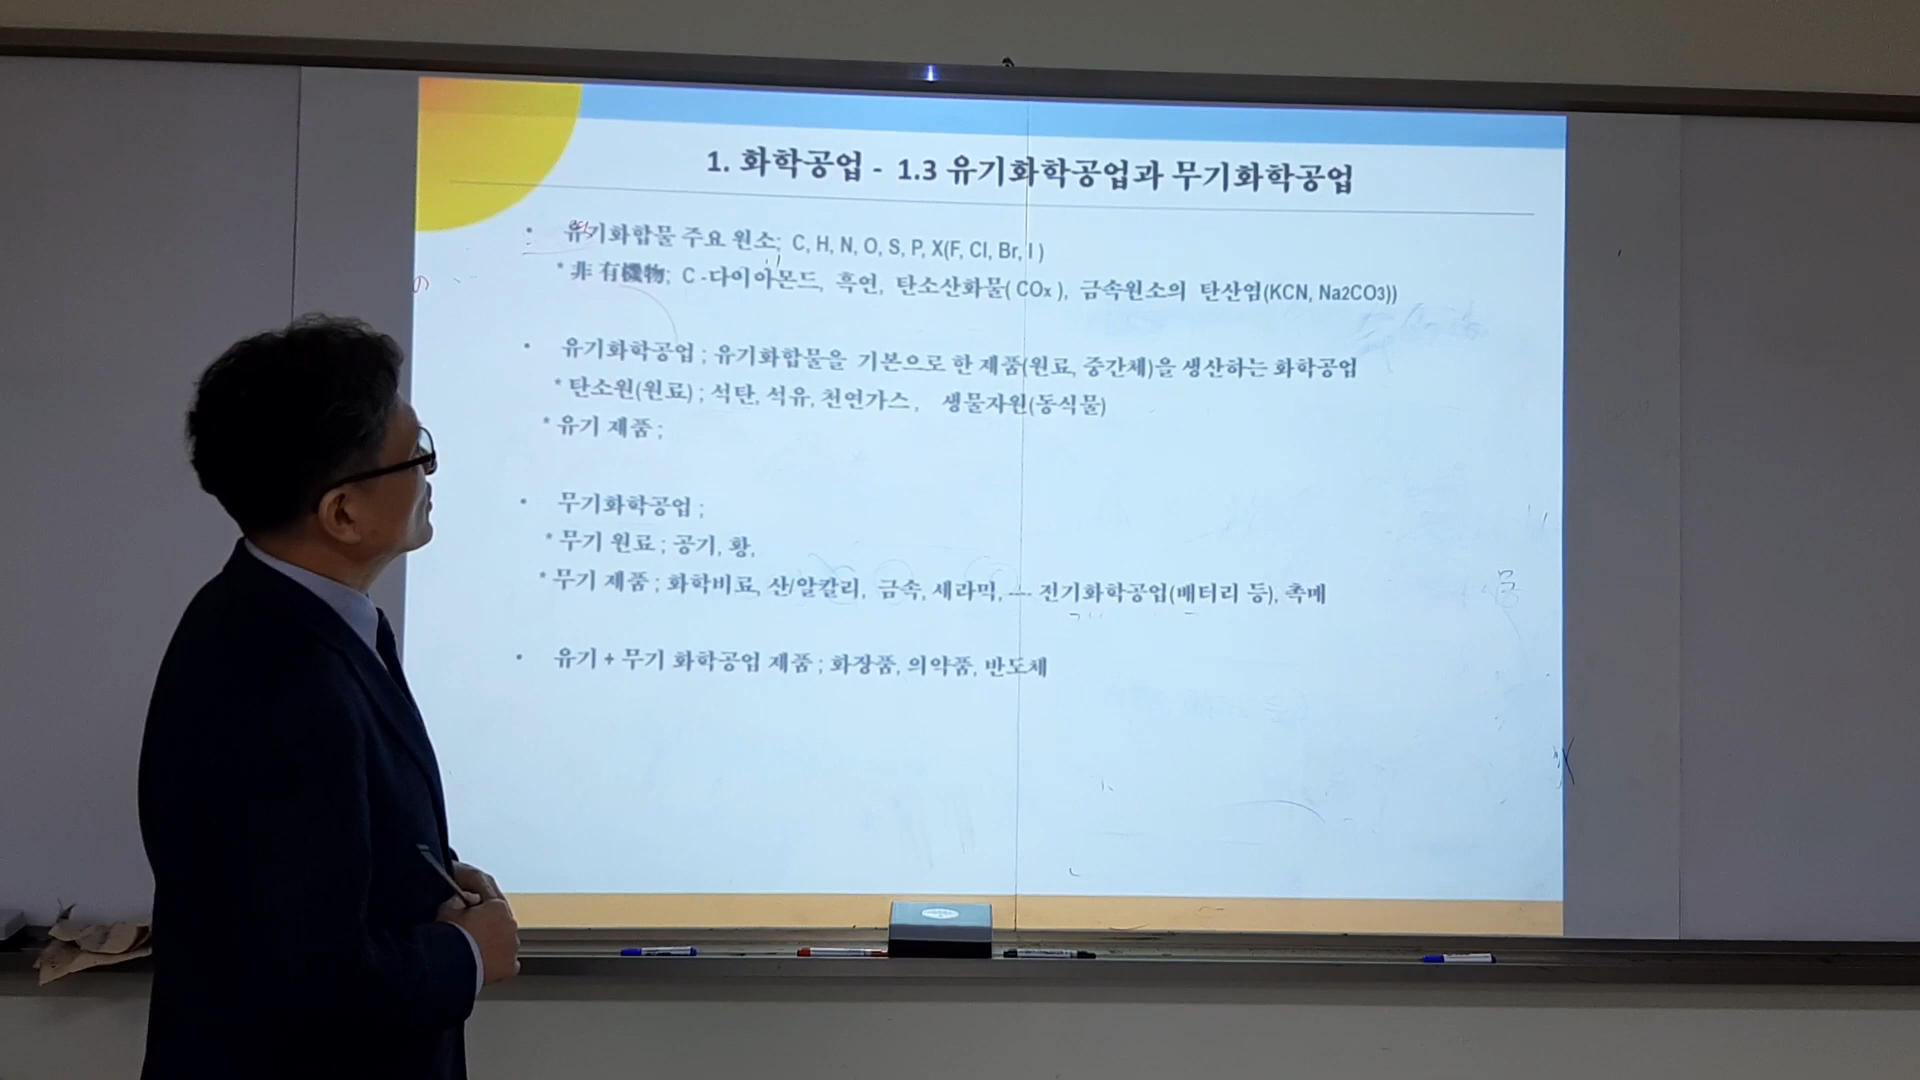 1. 화학공업 - 1.3 유기화학공업과 무기화학공업
• 유기화합물 주요 원소; C, H, N, O, S, P, X(F, Cl, Br, I )
* 非 有機物; C -다이아몬드, 흑연, 탄소산화물( COx ), 금속원소의 탄산염(KCN, Na2CO3))
• 유기화학공업 ; 유기화합물을 기본으로 한 제품(원료, 중간체)을 생산하는 화학공업
* 탄소원(원료) ; 석탄, 석유, 천연가스, 생물자원(동식물)
* 유기 제품 ;
• 무기화학공업 ;
* 무기 원료 ; 공기, 황,
* 무기 제품 ; 화학비료, 산/알칼리, 금속, 세라믹, --- 전기화학공업(배터리 등), 촉매
• 유기 + 무기 화학공업 제품 ; 화장품, 의약품, 반도체